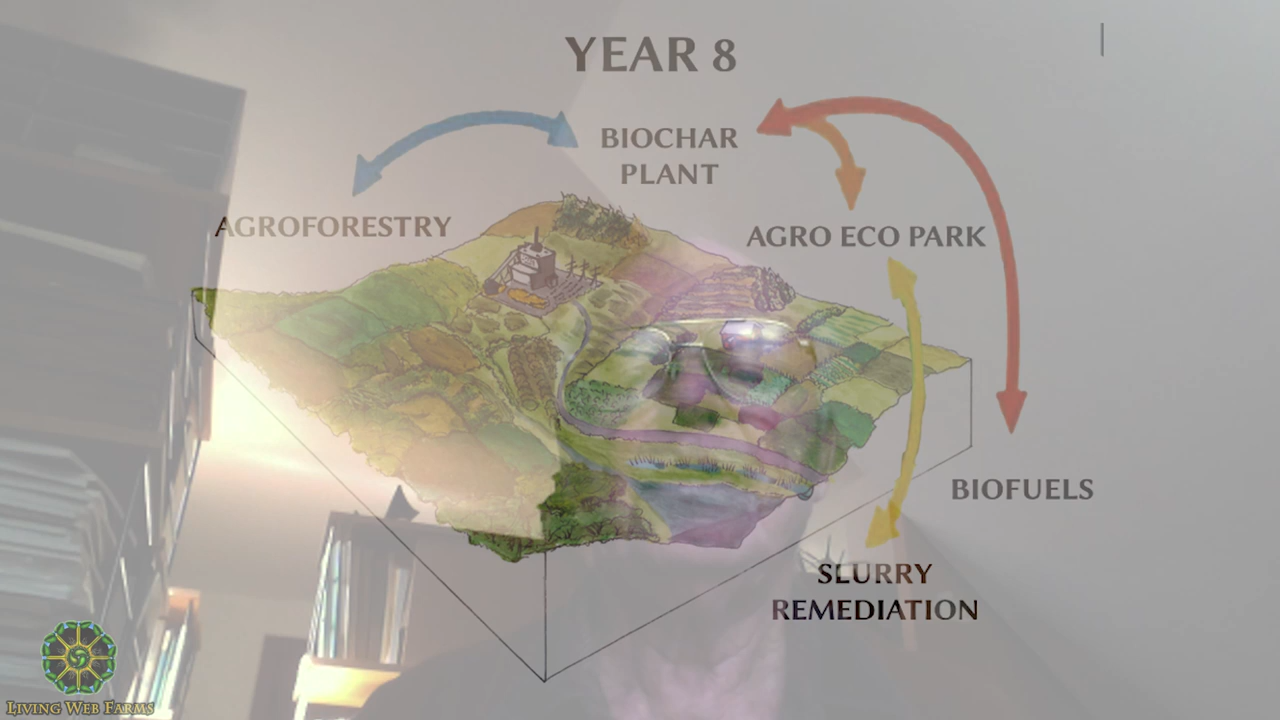 YEAR 8
BIOCHAR
PLANT
AGROFORESTRY
AGRO ECO PARK
BIOFUELS
SLURRY
REMEDIATION
LIVING WEB FARMS